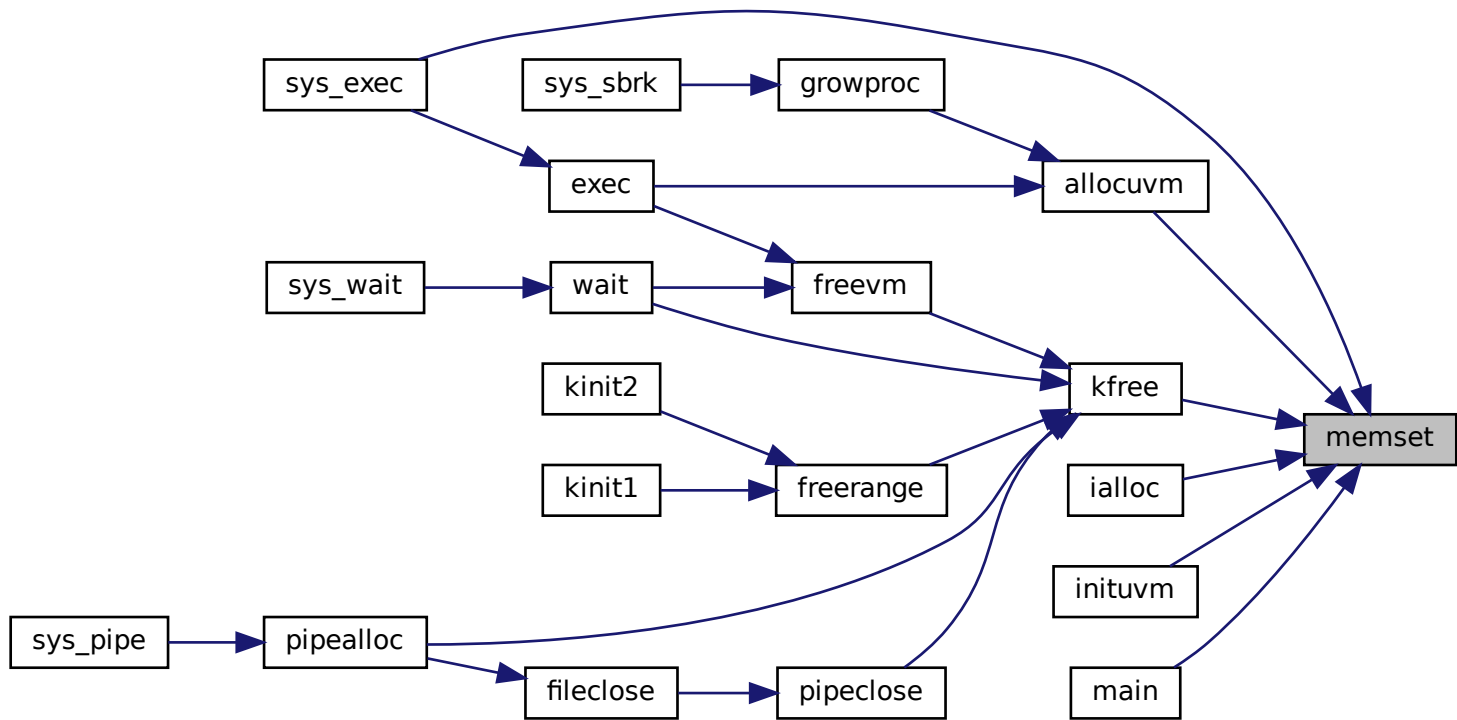 sys_exec
sys_sbrk
growproc
exec
allocuvm
sys_wait
wait
freevm
kinit2
kfree
memset
kinit1
freerange
ialloc
inituvm
sys_pipe
pipealloc
fileclose
pipeclose
main